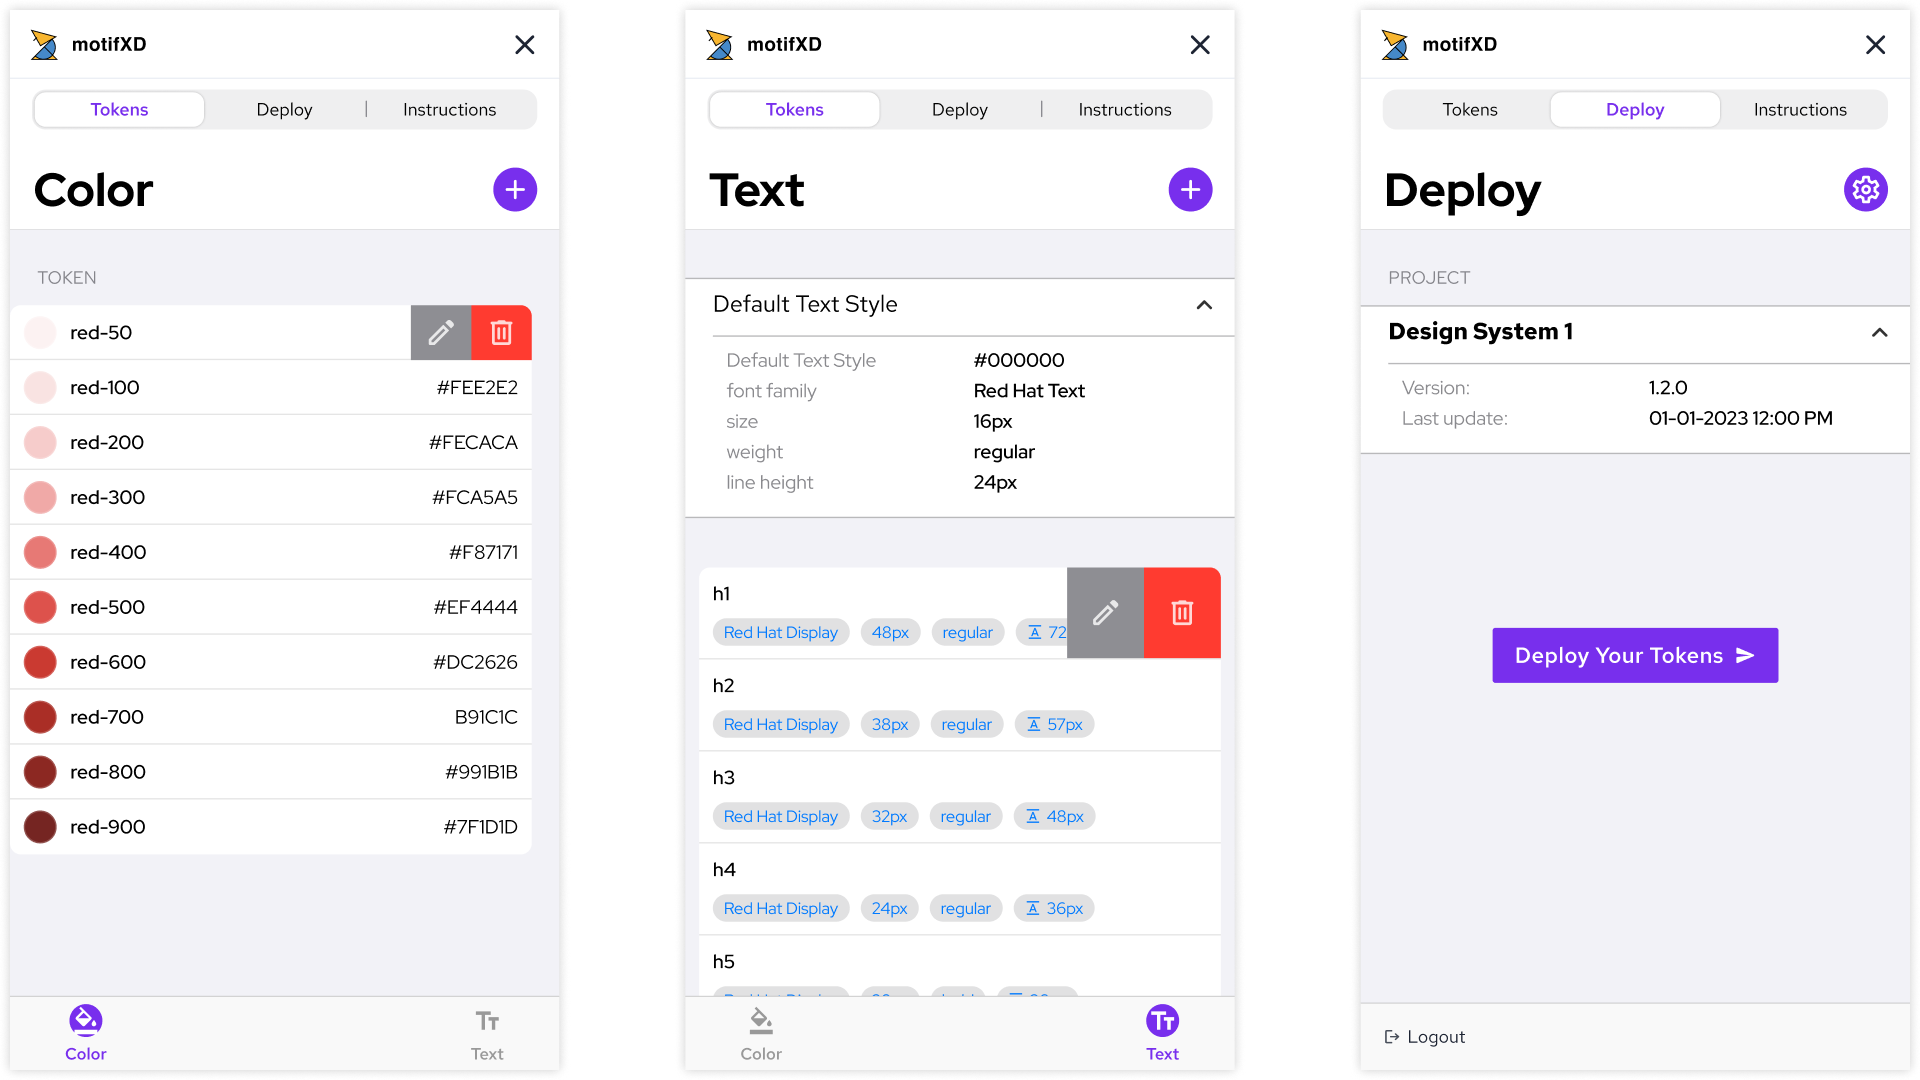 motifXD
Tokens
Deploy
Instructions
Color
TOKEN
red-50
red-100 #FEE2E2
red-200 #FECACA
red-300 #FCA5A5
red-400 #F87171
red-500 #EF4444
red-600 #DC2626
red-700 B91C1C
red-800 #991B1B
red-900 #7F1D1D
Color
Text
motifXD
Tokens
Deploy
Instructions
Text
Default Text Style
Default Text Style #000000
font family Red Hat Text
size 16px
weight regular
line height 24px
h1
Red Hat Display 48px regular 72
h2
Red Hat Display 38px regular 57px
h3
Red Hat Display 32px regular 48px
h4
Red Hat Display 24px regular 36px
h5
Color
Text
motifXD
Tokens
Deploy
Instructions
Deploy
PROJECT
Design System 1
Version: 1.2.0
Last update: 01-01-2023 12:00 PM
Deploy Your Tokens
Logout